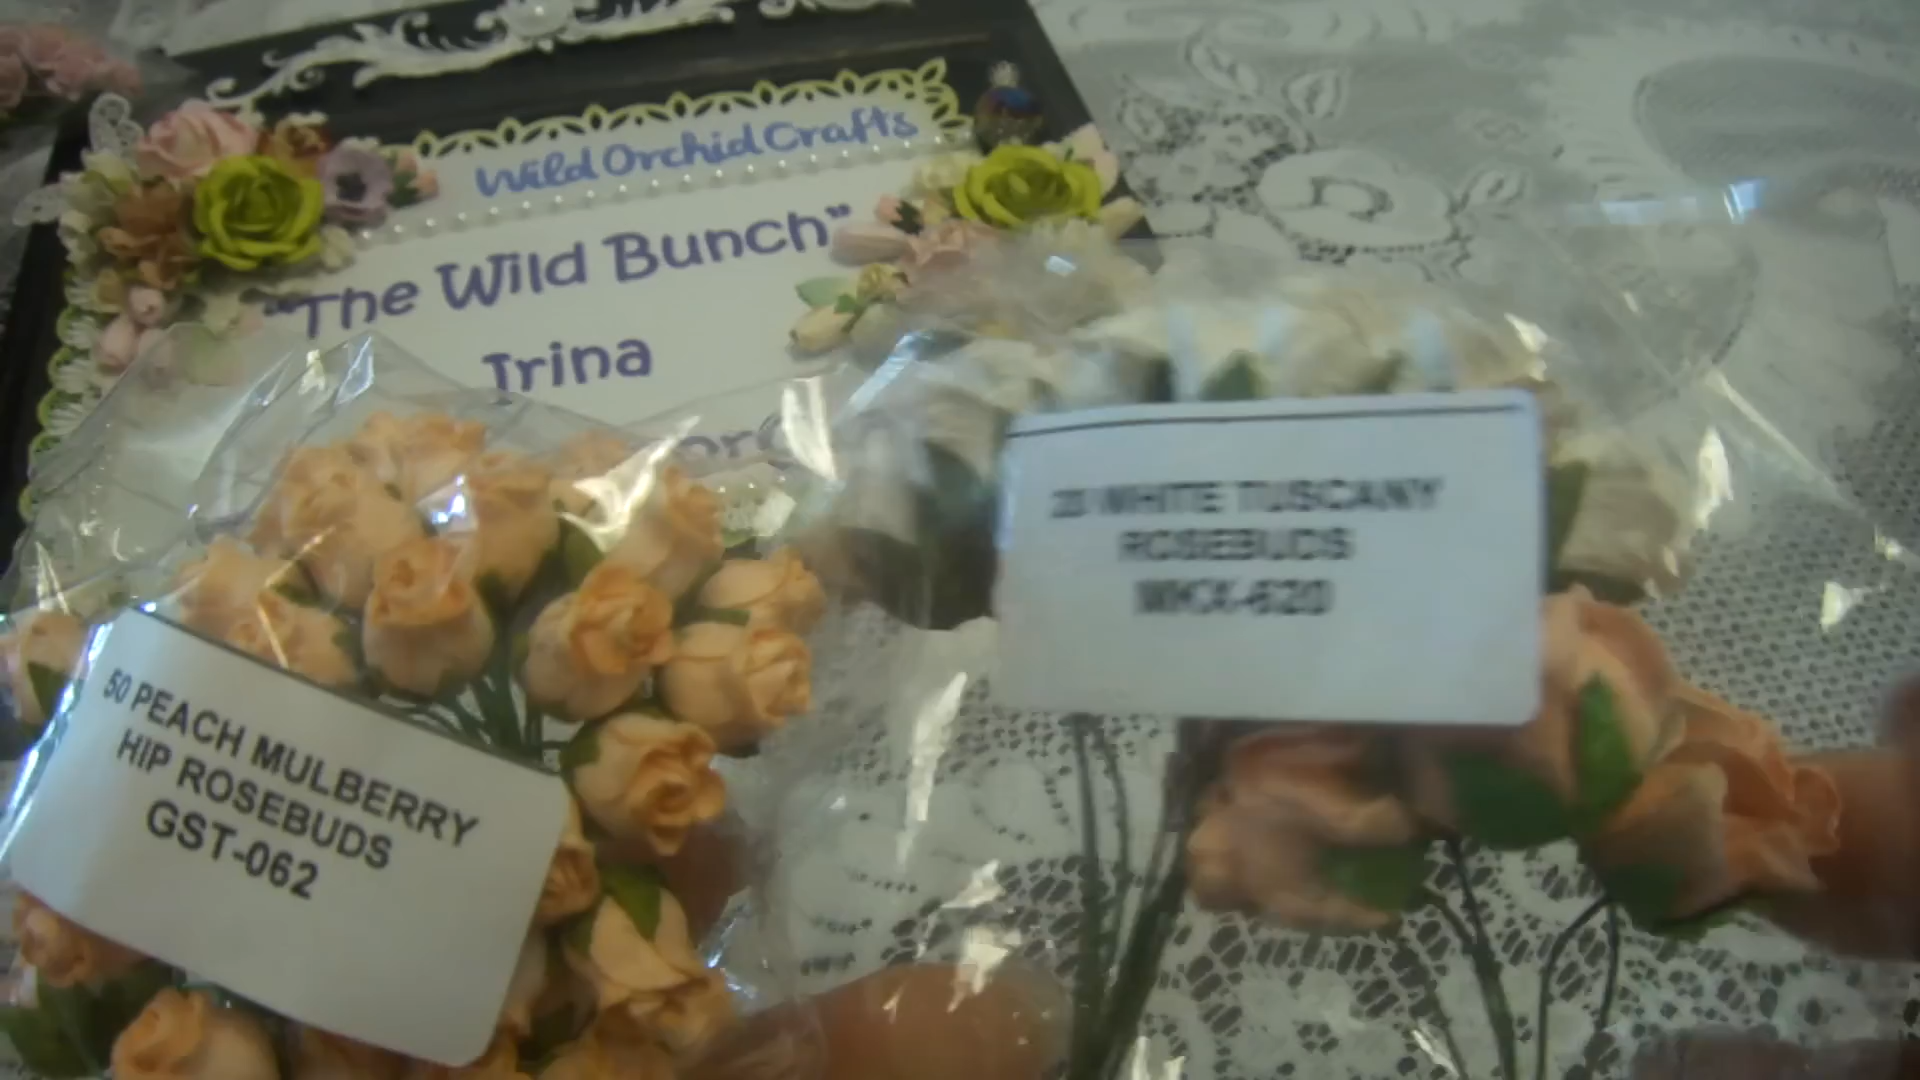 Wild Orchid Crafts
"The Wild Bunch"
Irina
50 PEACH MULBERRY
HIP ROSEBUDS
GST-062
WHITE TUSCANY
ROSEBUDS